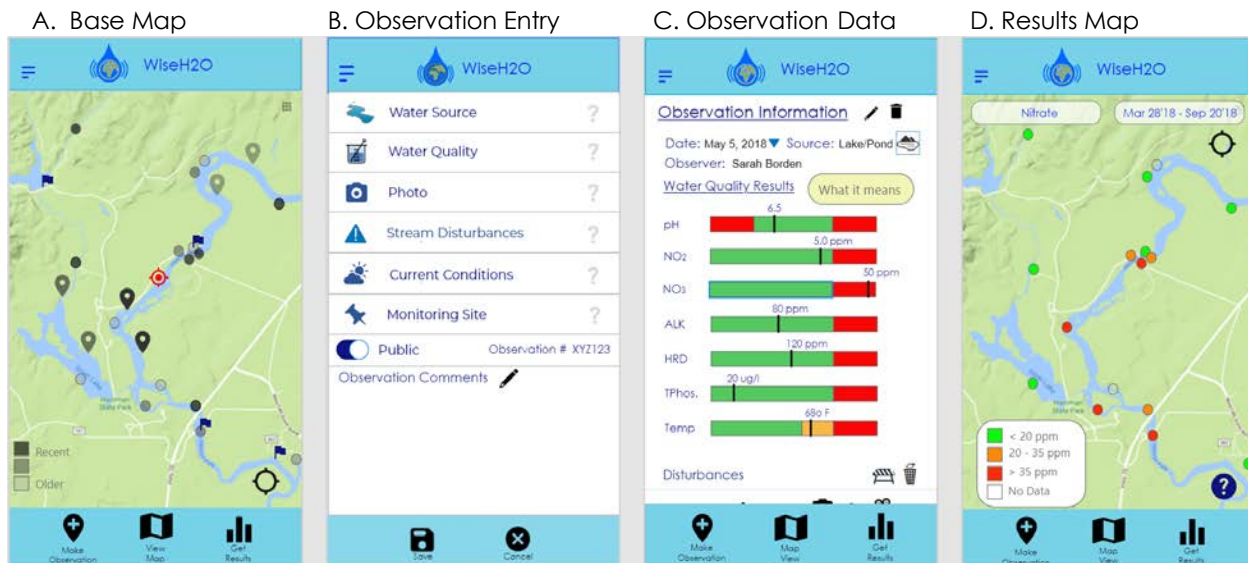 A. Base Map
B. Observation Entry
C. Observation Data
D. Results Map
WiseH2O
Recent
Older
Make Observation
View Map
Get Results
WiseH2O
Water Source ?
Water Quality ?
Photo ?
Stream Disturbances ?
Current Conditions ?
Monitoring Site ?
Public Observation # XYZ123
Observation Comments
Save
Cancel
WiseH2O
Observation Information
Date: May 5, 2018 Source: Lake/Pond
Observer: Sarah Borden
Water Quality Results What it means
6.5
pH
5.0 ppm
NO2
50 ppm
NO3
80 ppm
ALK
120 ppm
HRD
20 ug/l
TPhos.
68o F
Temp
Disturbances
Make Observation
Map View
Get Results
WiseH2O
Nitrate
Mar 28'18 - Sep 20'18
State Park
< 20 ppm
20 - 35 ppm
> 35 ppm
No Data
?
Make Observation
Map View
Get Results